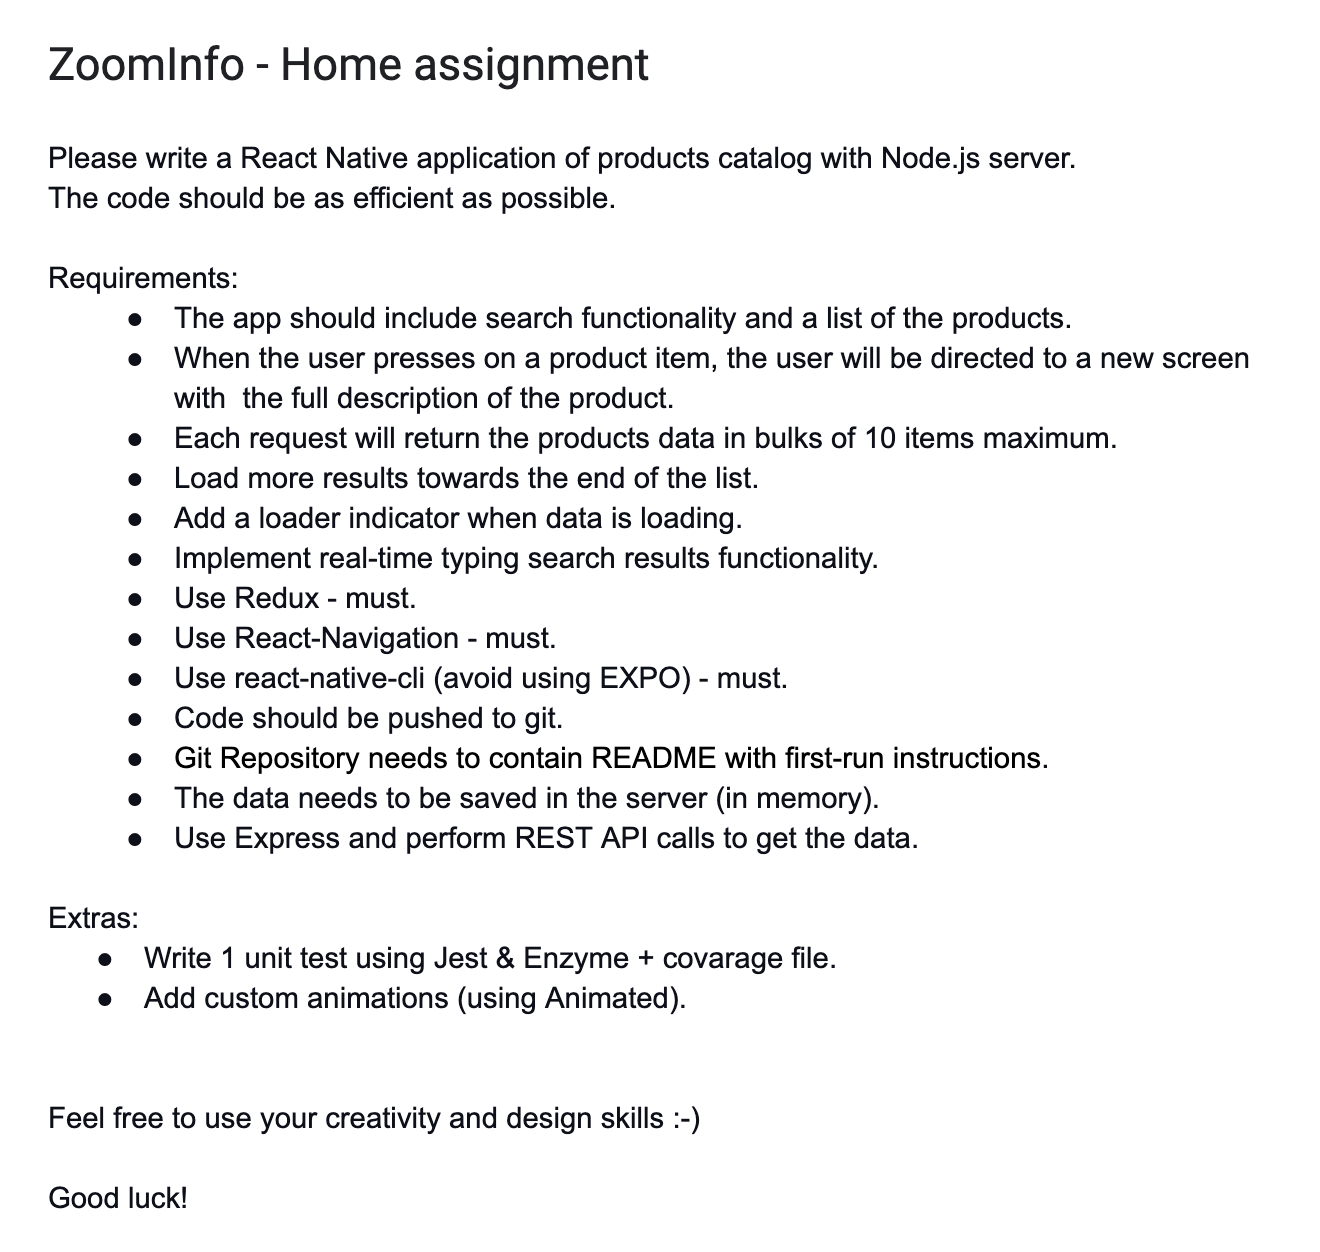 ZoomInfo - Home assignment
Please write a React Native application of products catalog with Node.js server.
The code should be as efficient as possible.
Requirements:
● The app should include search functionality and a list of the products.
● When the user presses on a product item, the user will be directed to a new screen
with  the full description of the product.
● Each request will return the products data in bulks of 10 items maximum.
● Load more results towards the end of the list.
● Add a loader indicator when data is loading.
● Implement real-time typing search results functionality.
● Use Redux - must.
● Use React-Navigation - must.
● Use react-native-cli (avoid using EXPO) - must.
● Code should be pushed to git.
● Git Repository needs to contain README with first-run instructions.
● The data needs to be saved in the server (in memory).
● Use Express and perform REST API calls to get the data.
Extras:
● Write 1 unit test using Jest & Enzyme + covarage file.
● Add custom animations (using Animated).
Feel free to use your creativity and design skills :-)
Good luck!